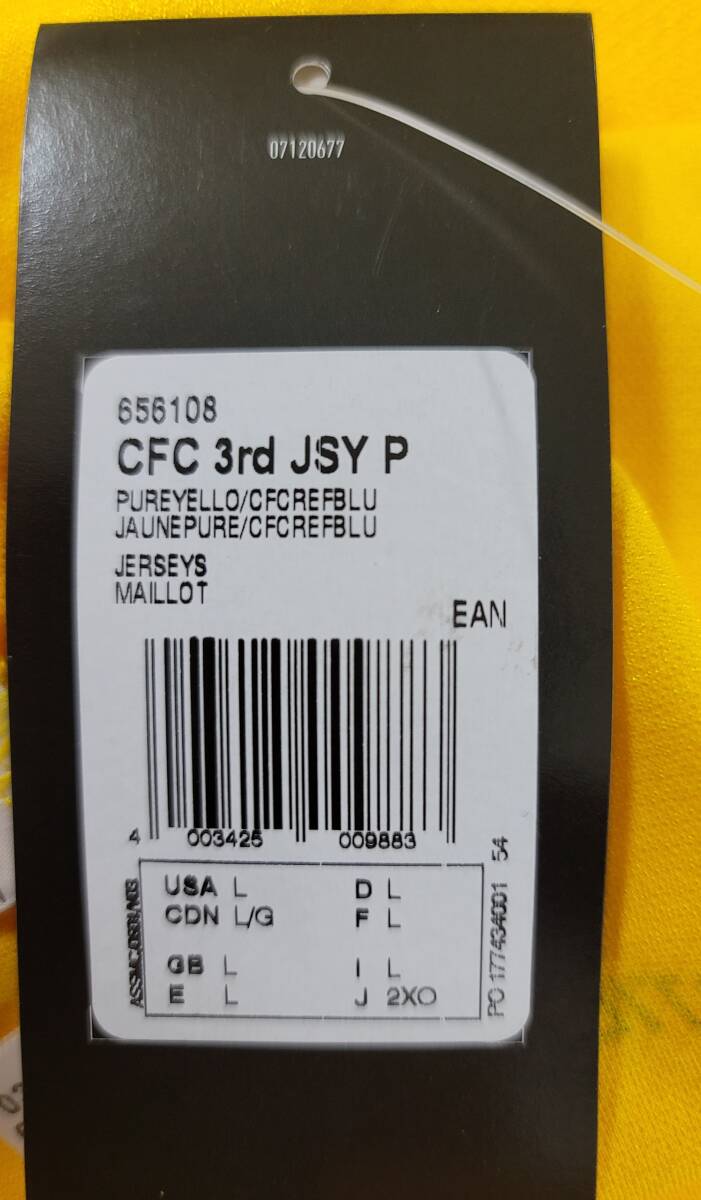 07120677
656108
CFC 3rd JSY P
PUREYELLO/CFCREFBLU
JAUNEPURE/CFCREFBLU
JERSEYS
MAILLOT
EAN
4 003425 009883
USA L D L
CDN L/G F L
GB L I L
E L J 2XO
PO 177434001 54